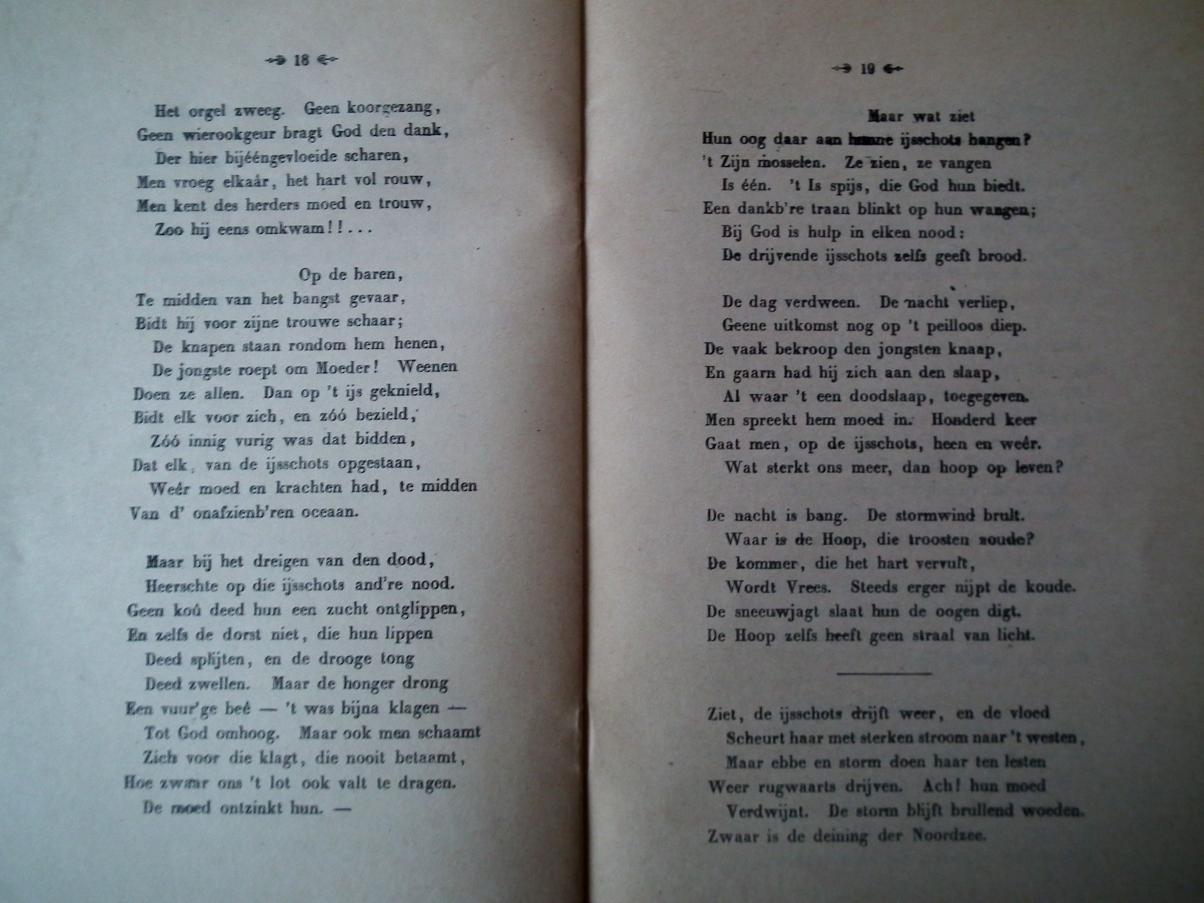 18
Het orgel zweeg. Geen koorgezang,
Geen wierookgeur bragt God den dank,
Der hier bijééngevloeide scharen,
Men vroeg elkaâr, het hart vol rouw,
Men kent des herders moed en trouw,
Zoo hij eens omkwam!!...
Op de baren,
Te midden van het bangst gevaar,
Bidt hij voor zijne trouwe schaar;
De knapen staan rondom hem henen,
De jongste roept om Moeder! Weenen
Doen ze allen. Dan op 't ijs geknield,
Bidt elk voor zich, en zóó bezield,
Zóó innig vurig was dat bidden,
Dat elk, van de ijsschots opgestaan,
Weêr moed en krachten had, te midden
Van d' onafzienb'ren oceaan.
Maar bij het dreigen van den dood,
Heerschte op die ijsschots and're nood.
Geen koû deed hun een zucht ontglippen,
En zelfs de dorst niet, die hun lippen
Deed splijten, en de drooge tong
Deed zwellen. Maar de honger drong
Een vuur'ge beê — 't was bijna klagen —
Tot God omhoog. Maar ook men schaamt
Zich voor die klagt, die nooit betaamt,
Hoe zwaar ons 't lot ook valt te dragen.
De moed ontzinkt hun. —
19
Maar wat ziet
Hun oog daar aan hunne ijsschots hangen?
't Zijn mosselen. Ze zien, ze vangen
Is één. 't Is spijs, die God hun biedt.
Een dankb're traan blinkt op hun wangen;
Bij God is hulp in elken nood:
De drijvende ijsschots zelfs geeft brood.
De dag verdween. De nacht verliep,
Geene uitkomst nog op 't peilloos diep.
De vaak bekroop den jongsten knaap,
En gaarn had hij zich aan den slaap,
Al waar 't een doodslaap, toegegeven.
Men spreekt hem moed in. Honderd keer
Gaat men, op de ijsschots, heen en weêr.
Wat sterkt ons meer, dan hoop op leven?
De nacht is bang. De stormwind brult.
Waar is de Hoop, die troosten zoude?
De kommer, die het hart vervult,
Wordt Vrees. Steeds erger nijpt de koude.
De sneeuwjagt slaat hun de oogen digt.
De Hoop zelfs heeft geen straal van licht.
Ziet, de ijsschots drijft weer, en de vloed
Scheurt haar met sterken stroom naar 't westen,
Maar ebbe en storm doen haar ten lesten
Weer rugwaarts drijven. Ach! hun moed
Verdwijnt. De storm blijft brullend woeden.
Zwaar is de deining der Noordzee.